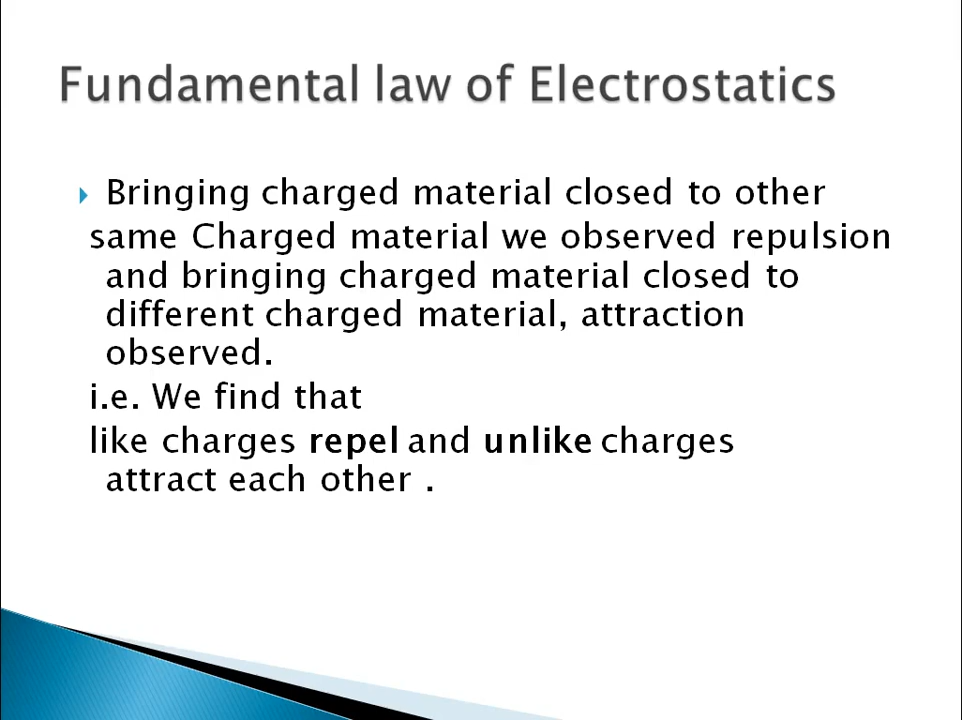 Fundamental law of Electrostatics
Bringing charged material closed to other
same Charged material we observed repulsion
and bringing charged material closed to
different charged material, attraction
observed.
i.e. We find that
like charges repel and unlike charges
attract each other .